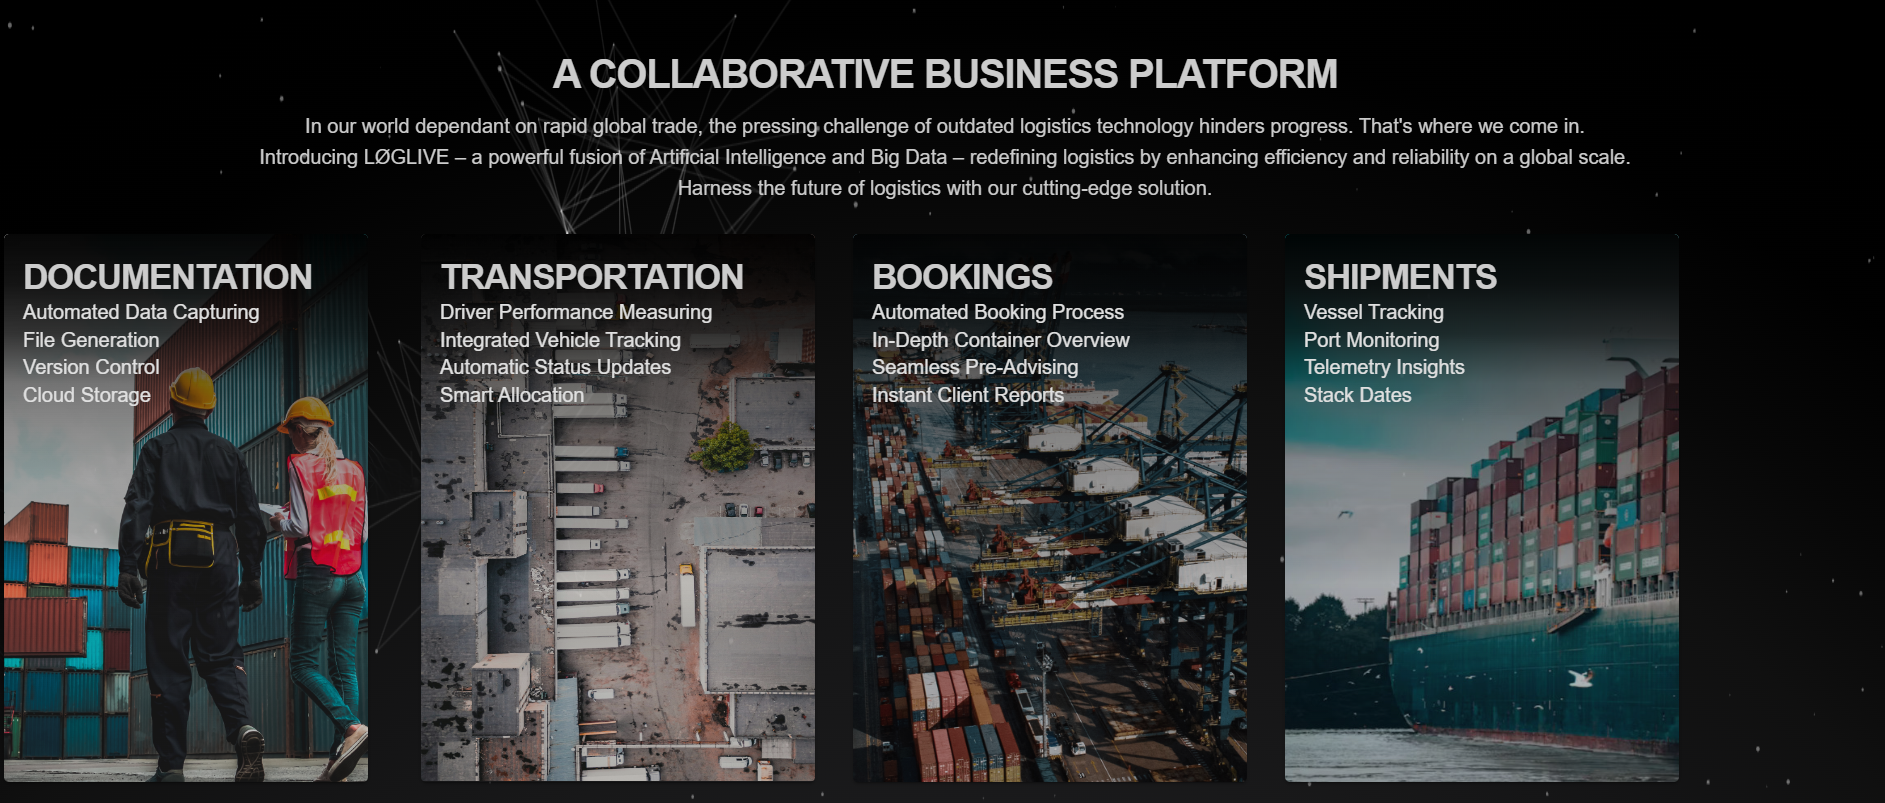 A COLLABORATIVE BUSINESS PLATFORM
In our world dependant on rapid global trade, the pressing challenge of outdated logistics technology hinders progress. That's where we come in.
Introducing LØGLIVE – a powerful fusion of Artificial Intelligence and Big Data – redefining logistics by enhancing efficiency and reliability on a global scale.
Harness the future of logistics with our cutting-edge solution.
DOCUMENTATION
Automated Data Capturing
File Generation
Version Control
Cloud Storage
TRANSPORTATION
Driver Performance Measuring
Integrated Vehicle Tracking
Automatic Status Updates
Smart Allocation
BOOKINGS
Automated Booking Process
In-Depth Container Overview
Seamless Pre-Advising
Instant Client Reports
SHIPMENTS
Vessel Tracking
Port Monitoring
Telemetry Insights
Stack Dates